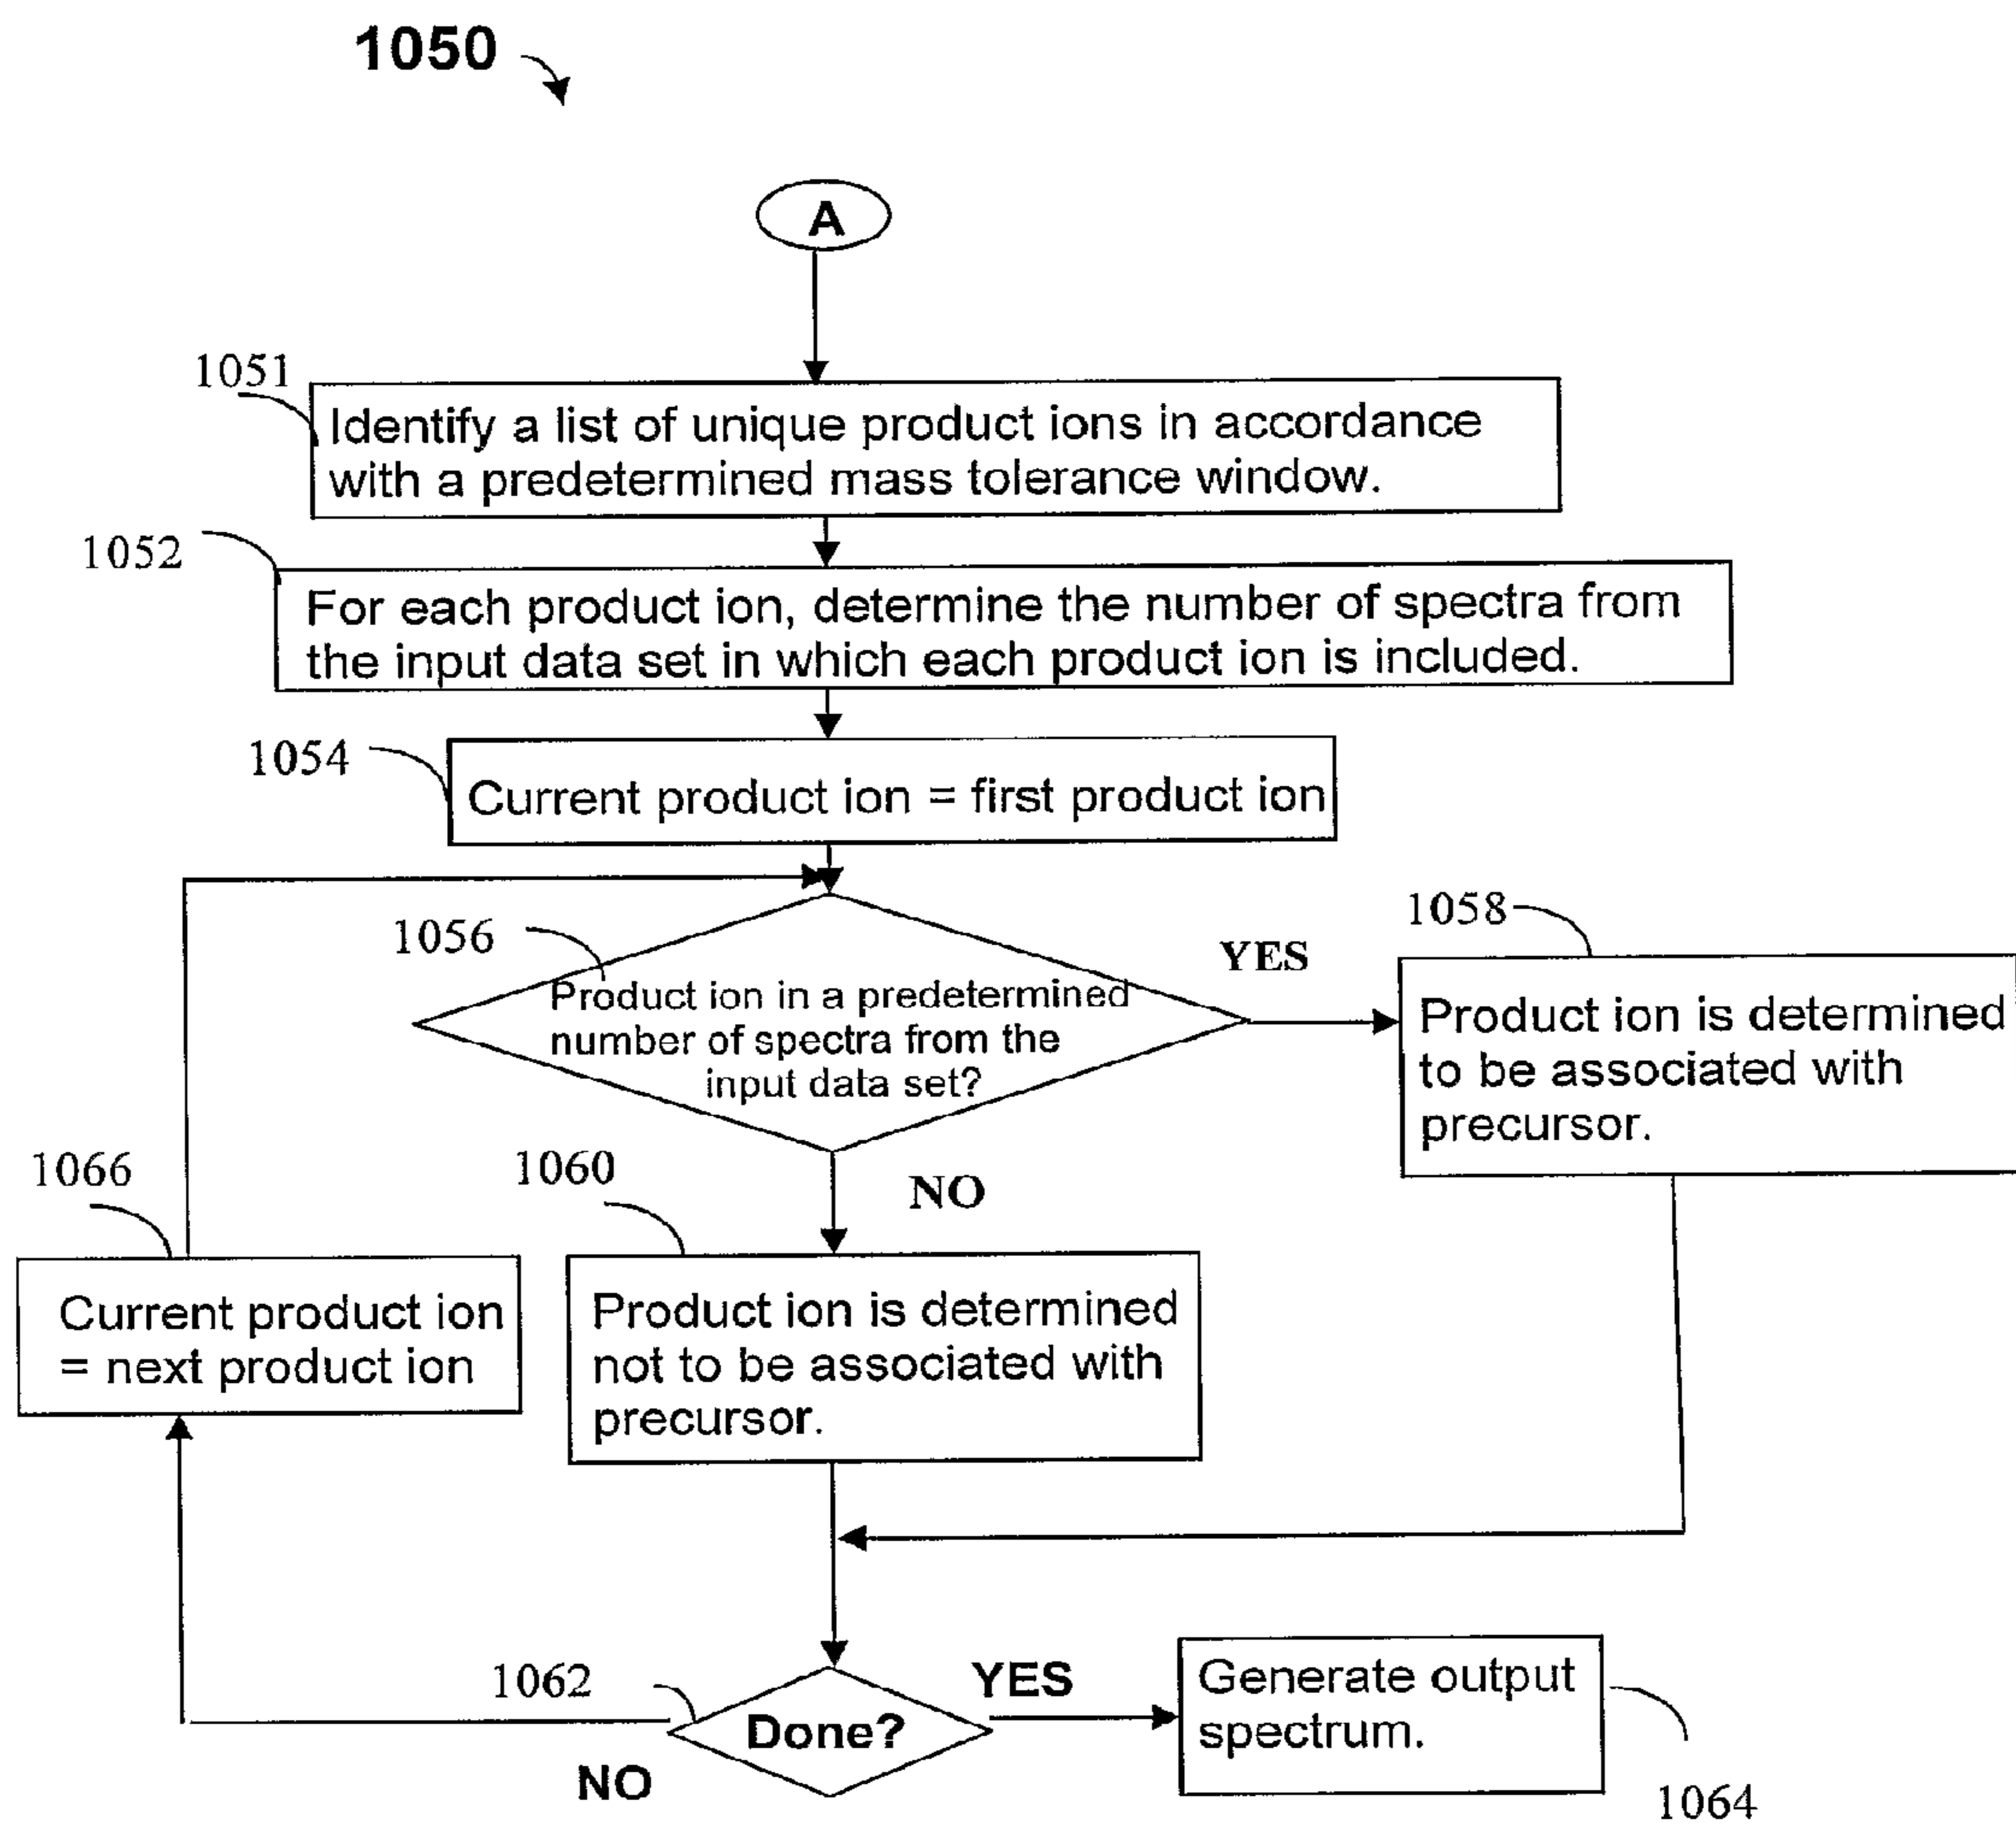 1050
A
1051
Identify a list of unique product ions in accordance
with a predetermined mass tolerance window.
1052
For each product ion, determine the number of spectra from
the input data set in which each product ion is included.
1054
Current product ion = first product ion
1056
Product ion in a predetermined
number of spectra from the
input data set?
YES
1058
Product ion is determined
to be associated with
precursor.
NO
1066
Current product ion
= next product ion
1060
Product ion is determined
not to be associated with
precursor.
1062
Done?
YES
NO
Generate output
spectrum.
1064